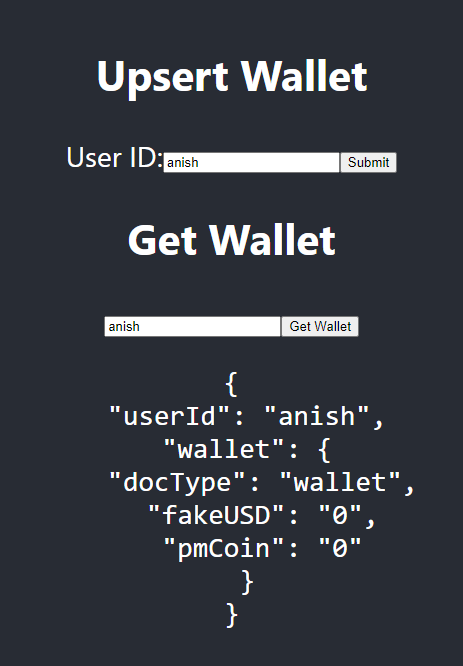 Upsert Wallet
User ID: anish Submit
Get Wallet
anish Get Wallet
{
"userId": "anish",
"wallet": {
"docType": "wallet",
"fakeUSD": "0",
"pmCoin": "0"
}
}